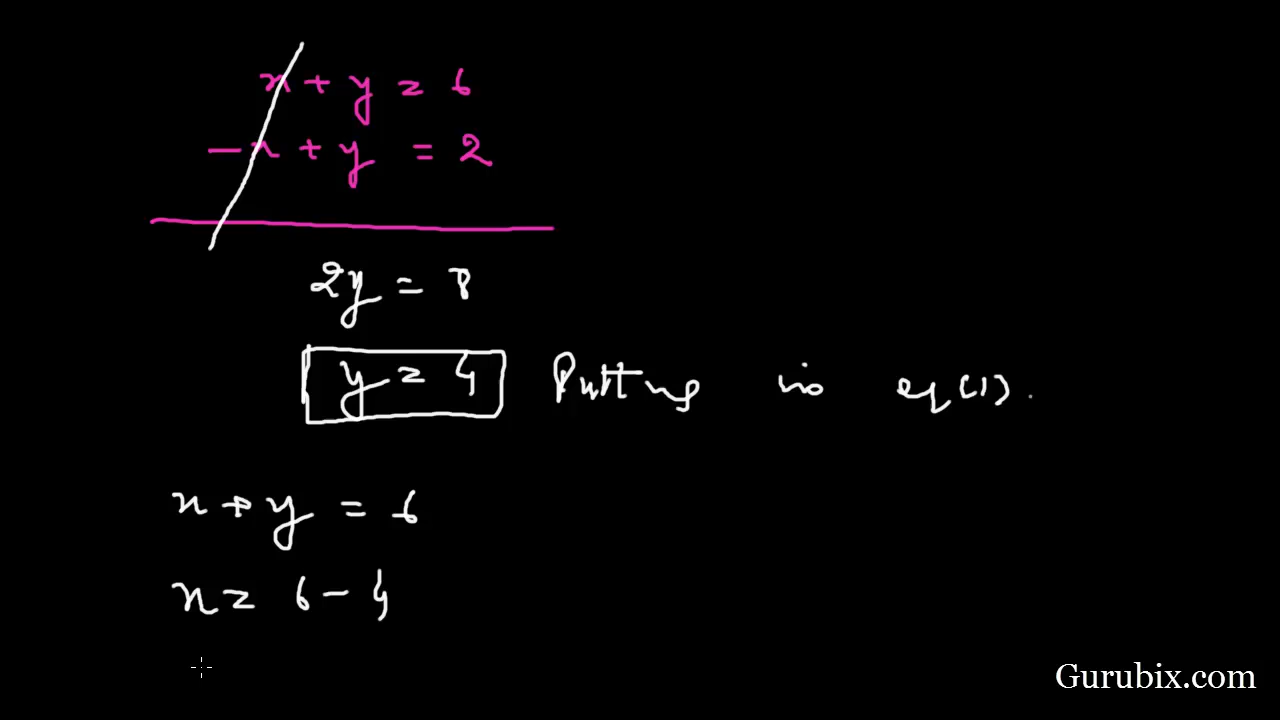 x + y = 6
- x + y = 2
2y = 8
y = 4 Putting in eq(1).
x + y = 6
x = 6 - 4
Gurubix.com